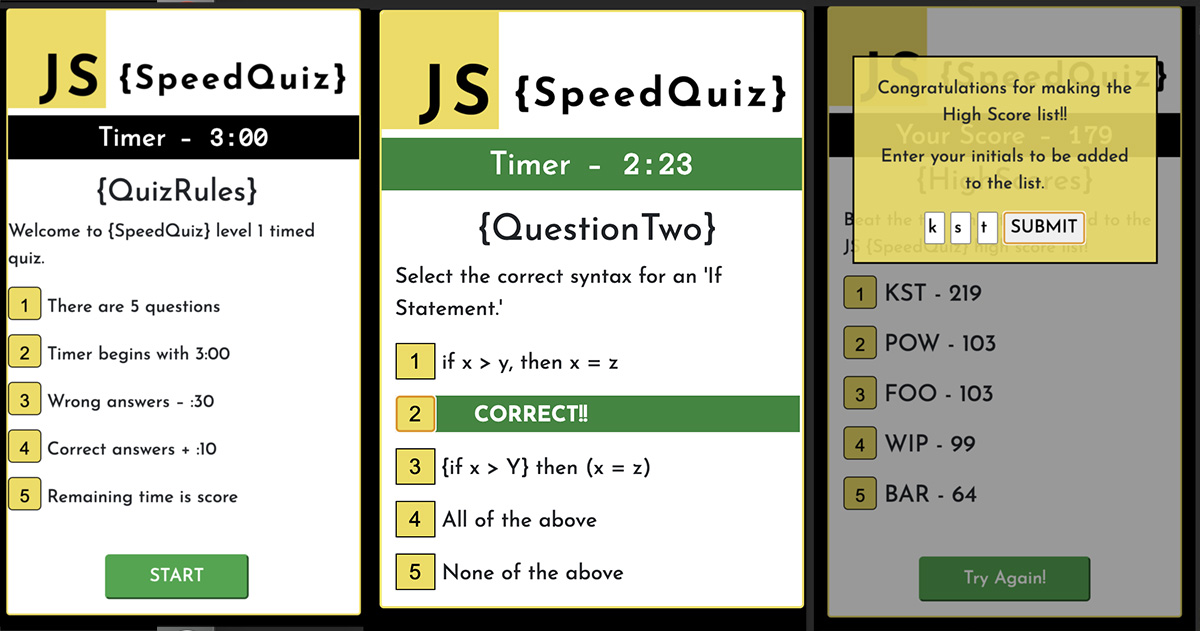 JS {SpeedQuiz}
Timer – 3:00
{QuizRules}
Welcome to {SpeedQuiz} level 1 timed
quiz.
1 There are 5 questions
2 Timer begins with 3:00
3 Wrong answers – :30
4 Correct answers + :10
5 Remaining time is score
START
JS {SpeedQuiz}
Timer – 2:23
{QuestionTwo}
Select the correct syntax for an 'If
Statement.'
1 if x > y, then x = z
2 CORRECT!!
3 {if x > Y} then (x = z)
4 All of the above
5 None of the above
JS {SpeedQuiz}
Your Score – 179
{HighScores}
Congratulations for making the
High Score list!!
Enter your initials to be added
to the list.
k s t SUBMIT
Beat the to the
JS {SpeedQuiz} high score list!
1 KST - 219
2 POW - 103
3 FOO - 103
4 WIP - 99
5 BAR - 64
Try Again!